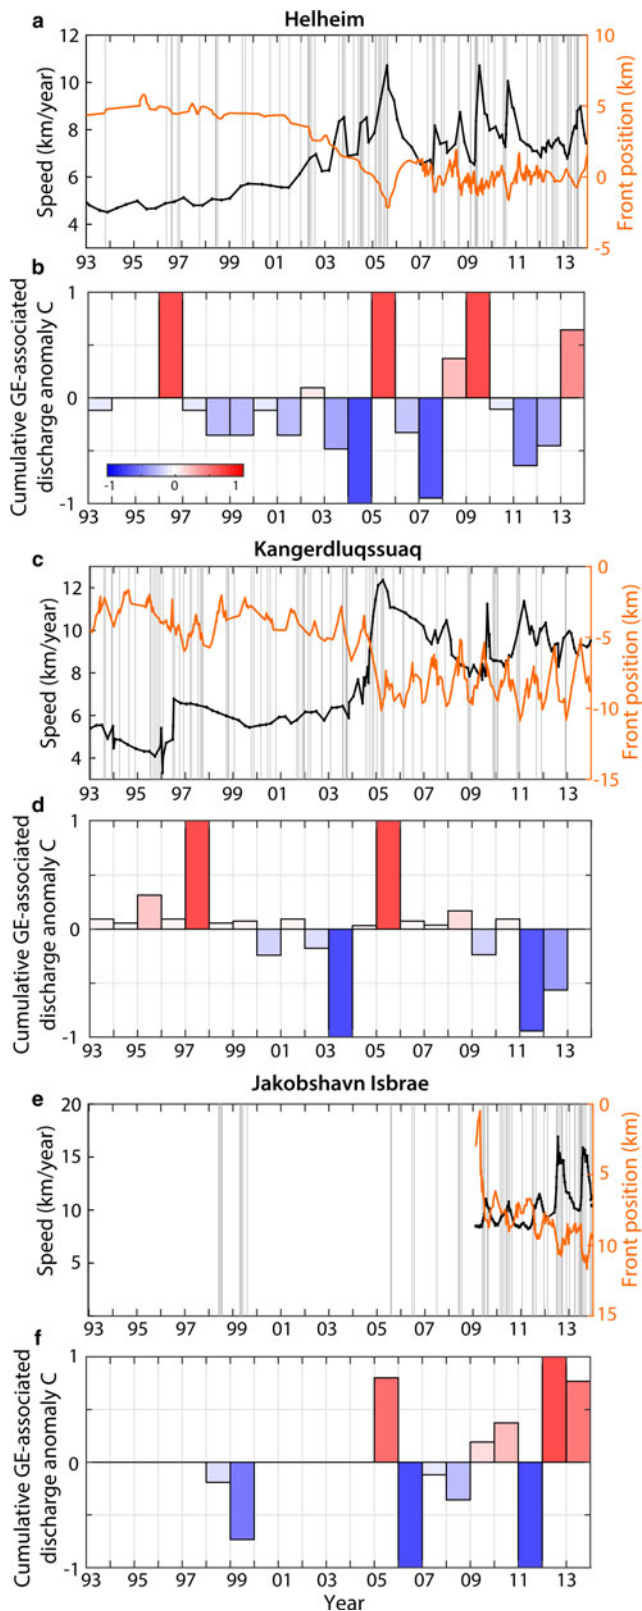 a
Helheim
12
10
8
6
4
Speed (km/year)
10
5
0
-5
Front position (km)
93 95 97 99 01 03 05 07 09 11 13
b
1
0
-1
Cumulative GE-associated
discharge anomaly C
-1 0 1
93 95 97 99 01 03 05 07 09 11 13
c
Kangerdluqssuaq
12
10
8
6
4
Speed (km/year)
0
-5
-10
-15
Front position (km)
93 95 97 99 01 03 05 07 09 11 13
d
1
0
-1
Cumulative GE-associated
discharge anomaly C
93 95 97 99 01 03 05 07 09 11 13
Jakobshavn Isbrae
e
20
15
10
5
Speed (km/year)
0
5
10
15
Front position (km)
93 95 97 99 01 03 05 07 09 11 13
f
1
0
-1
Cumulative GE-associated
discharge anomaly C
93 95 97 99 01 03 05 07 09 11 13
Year